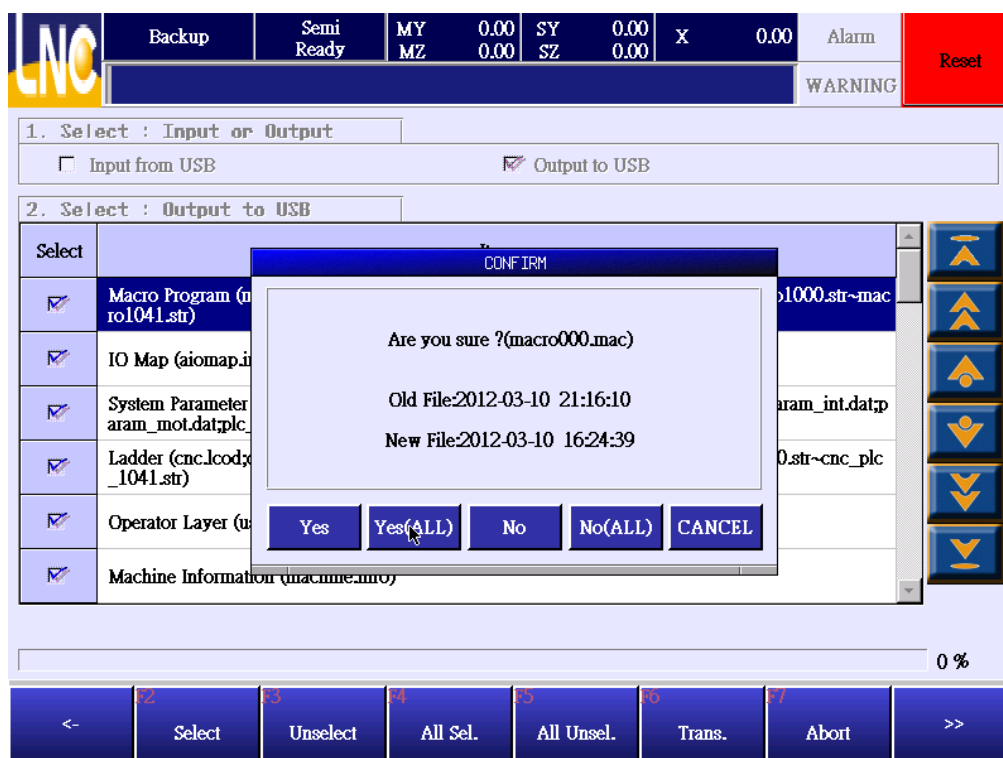 LNC
Backup
Semi
Ready
MY 0.00
MZ 0.00
SY 0.00
SZ 0.00
X 0.00
Alarm
WARNING
Reset
1. Select : Input or Output
Input from USB
Output to USB
2. Select : Output to USB
Select
Macro Program
o1000.str~mac
ro1041.str)
IO Map (aiomap.i
System Parameter
aram_int.dat;p
aram_mot.dat;plc_
Ladder (cnc.lcod;
0.str~cnc_plc
_1041.str)
Operator Layer
Machine Information (machine.info)
CONFIRM
Are you sure ?(macro000.mac)
Old File:2012-03-10 21:16:10
New File:2012-03-10 16:24:39
Yes
Yes(ALL)
No
No(ALL)
CANCEL
0 %
<-
F2
Select
F3
Unselect
F4
All Sel.
F5
All Unsel.
F6
Trans.
F7
Abort
>>